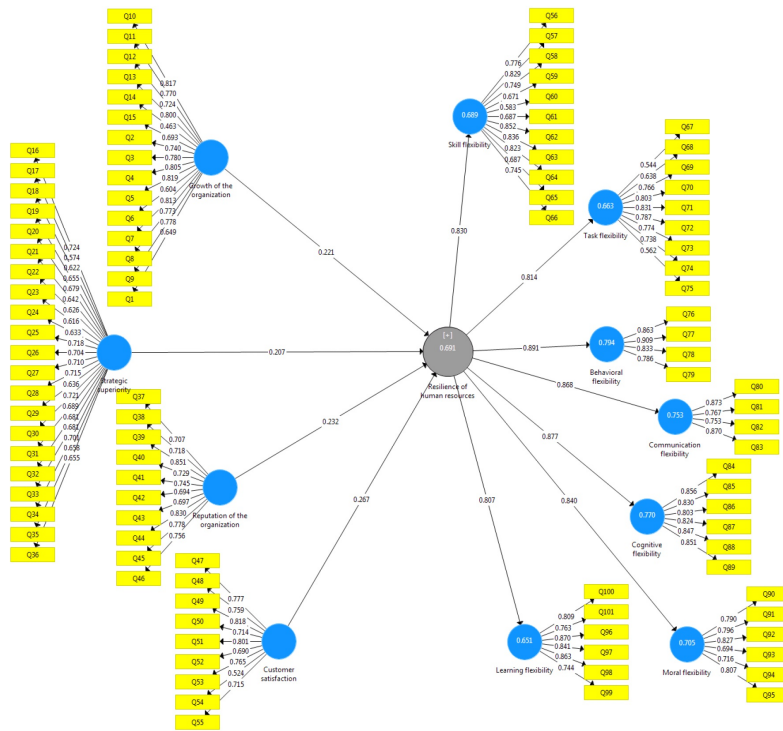 Q10
Q11
Q12
Q13
Q14
Q15
Q2
Q3
Q4
Q5
Q6
Q7
Q8
Q9
Q1
0.817
0.770
0.724
0.800
0.463
0.693
0.740
0.780
0.805
0.819
0.604
0.813
0.773
0.778
0.649
Growth of the
organization
0.221
Q16
Q17
Q18
Q19
Q20
Q21
Q22
Q23
Q24
Q25
Q26
Q27
Q28
Q29
Q30
Q31
Q32
Q33
Q34
Q35
Q36
0.724
0.574
0.622
0.655
0.679
0.642
0.626
0.616
0.633
0.718
0.704
0.710
0.715
0.636
0.721
0.689
0.681
0.681
0.701
0.658
0.655
Strategic
superiority
0.207
Q37
Q38
Q39
Q40
Q41
Q42
Q43
Q44
Q45
Q46
0.707
0.718
0.851
0.729
0.745
0.694
0.697
0.830
0.778
0.756
Reputation of the
organization
0.232
Q47
Q48
Q49
Q50
Q51
Q52
Q53
Q54
Q55
0.777
0.759
0.818
0.714
0.801
0.690
0.765
0.524
0.715
Customer
satisfaction
0.267
[+]
0.691
Resilience of
human resources
0.830
0.689
Skill flexibility
0.776
0.829
0.749
0.671
0.583
0.687
0.852
0.836
0.823
0.687
0.745
Q56
Q57
Q58
Q59
Q60
Q61
Q62
Q63
Q64
Q65
Q66
0.814
0.663
Task flexibility
0.544
0.638
0.766
0.803
0.831
0.787
0.774
0.738
0.562
Q67
Q68
Q69
Q70
Q71
Q72
Q73
Q74
Q75
0.891
0.794
Behavioral
flexibility
0.863
0.909
0.833
0.786
Q76
Q77
Q78
Q79
0.868
0.753
Communication
flexibility
0.873
0.767
0.753
0.870
Q80
Q81
Q82
Q83
0.877
0.770
Cognitive
flexibility
0.856
0.830
0.803
0.824
0.847
0.851
Q84
Q85
Q86
Q87
Q88
Q89
0.840
0.705
Moral flexibility
0.790
0.796
0.827
0.694
0.716
0.807
Q90
Q91
Q92
Q93
Q94
Q95
0.807
0.651
Learning flexibility
0.809
0.763
0.870
0.841
0.863
0.744
Q100
Q101
Q96
Q97
Q98
Q99